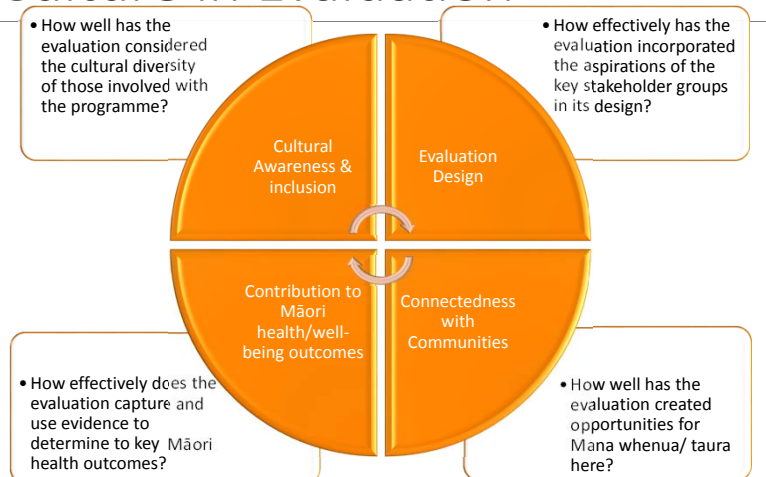 • How well has the
evaluation considered
the cultural diversity
of those involved with
the programme?
• How effectively has the
evaluation incorporated
the aspirations of the
key stakeholder groups
in its design?
Cultural
Awareness &
inclusion
Evaluation
Design
Contribution to
Māori
health/well-
being outcomes
Connectedness
with
Communities
• How effectively does the
evaluation capture and
use evidence to
determine to key Māori
health outcomes?
• How well has the
evaluation created
opportunities for
Mana whenua/ taura
here?